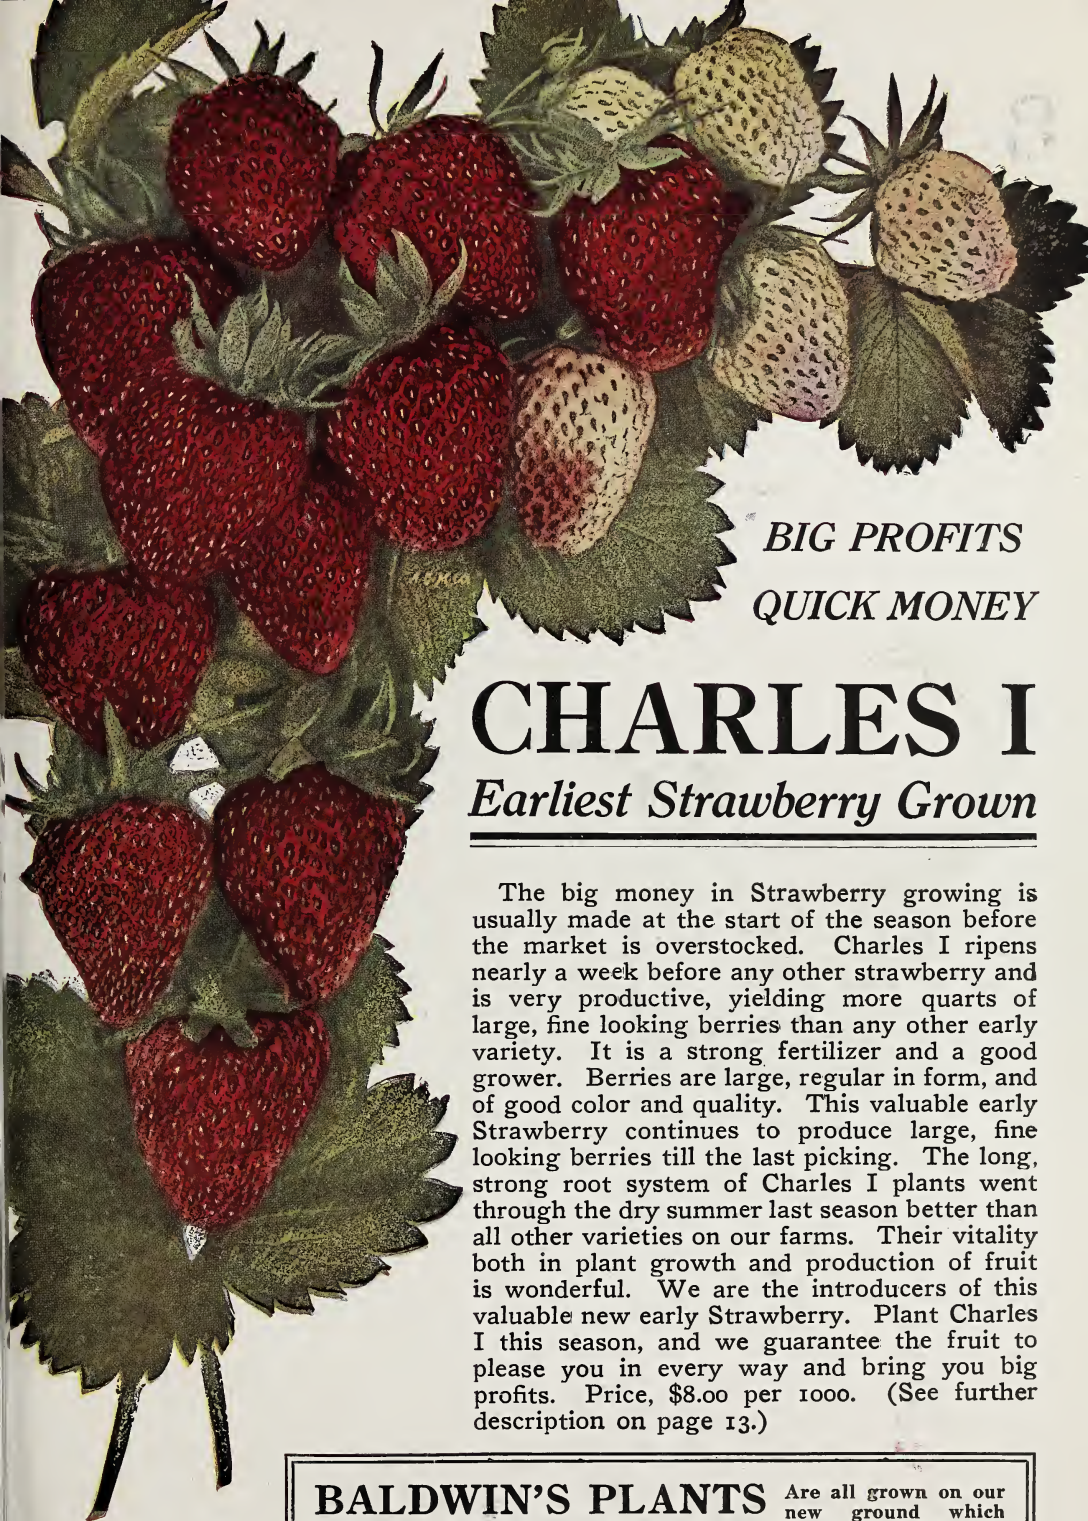 BIG PROFITS
QUICK MONEY
CHARLES I
Earliest Strawberry Grown
The big money in Strawberry growing is
usually made at the start of the season before
the market is overstocked. Charles I ripens
nearly a week before any other strawberry and
is very productive, yielding more quarts of
large, fine looking berries than any other early
variety. It is a strong fertilizer and a good
grower. Berries are large, regular in form, and
of good color and quality. This valuable early
Strawberry continues to produce large, fine
looking berries till the last picking. The long,
strong root system of Charles I plants went
through the dry summer last season better than
all other varieties on our farms. Their vitality
both in plant growth and production of fruit
is wonderful. We are the introducers of this
valuable new early Strawberry. Plant Charles
I this season, and we guarantee the fruit to
please you in every way and bring you big
profits. Price, $8.00 per 1000. (See further
description on page 13.)
BALDWIN'S PLANTS
Are all grown on our
new ground which